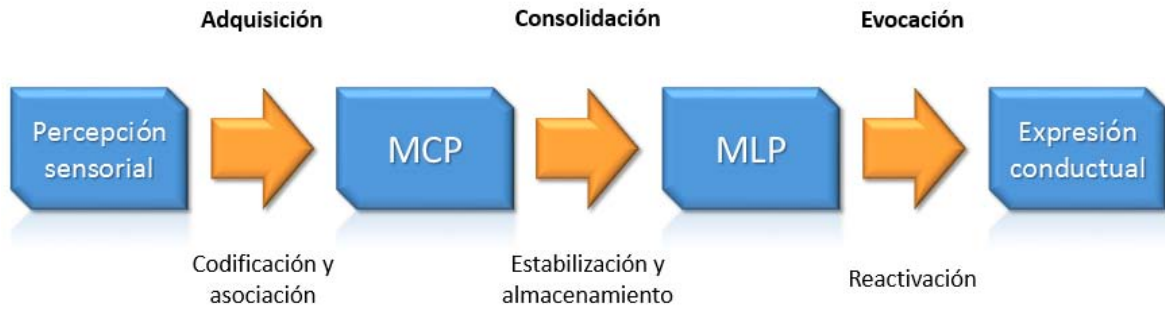 Adquisición
Consolidación
Evocación
Percepción
sensorial
MCP
MLP
Expresión
conductual
Codificación y
asociación
Estabilización y
almacenamiento
Reactivación